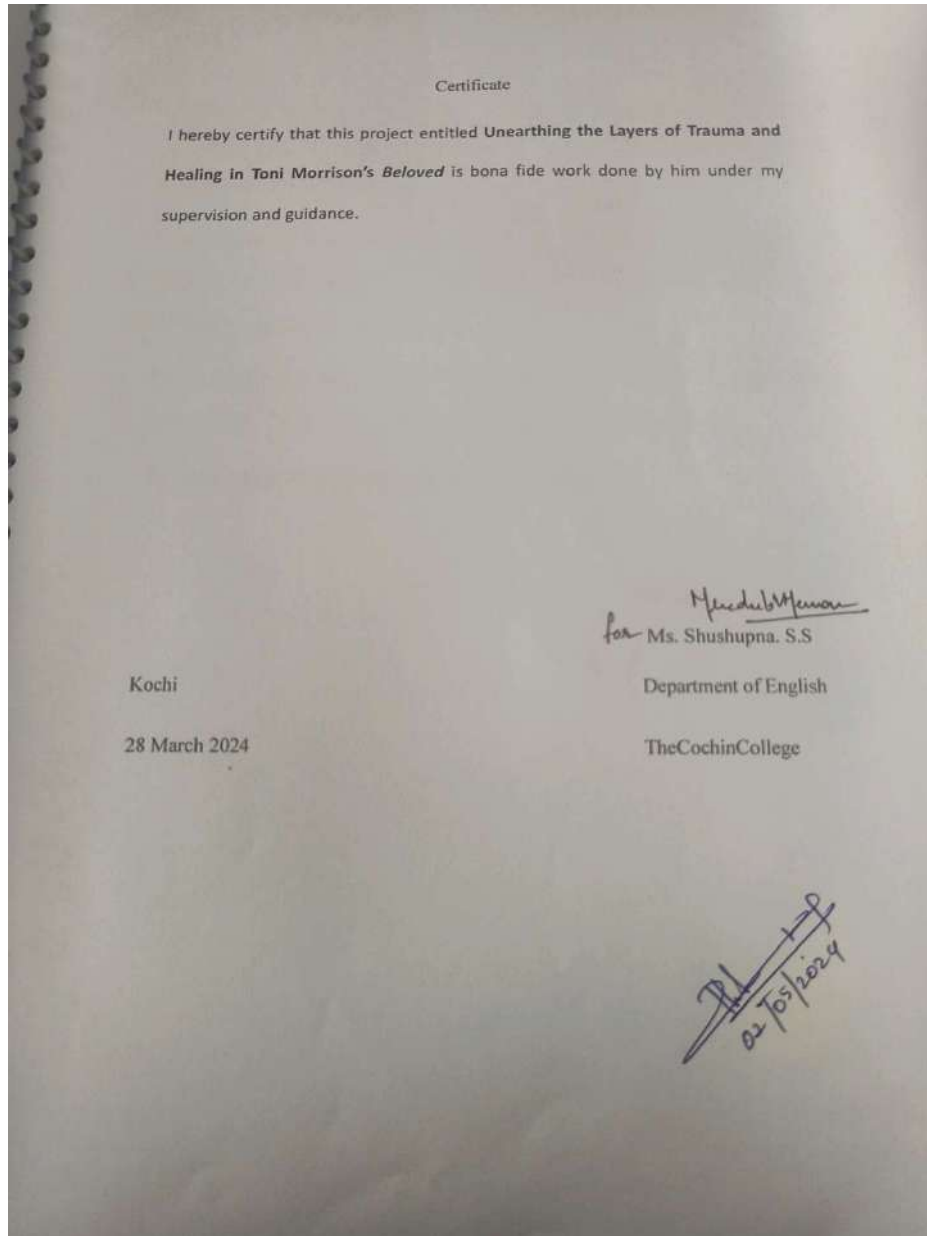 Certificate
I hereby certify that this project entitled Unearthing the Layers of Trauma and
Healing in Toni Morrison's Beloved is bona fide work done by him under my
supervision and guidance.
for Ms. Shushupna. S.S
Kochi
Department of English
28 March 2024
TheCochinCollege
02/05/2024